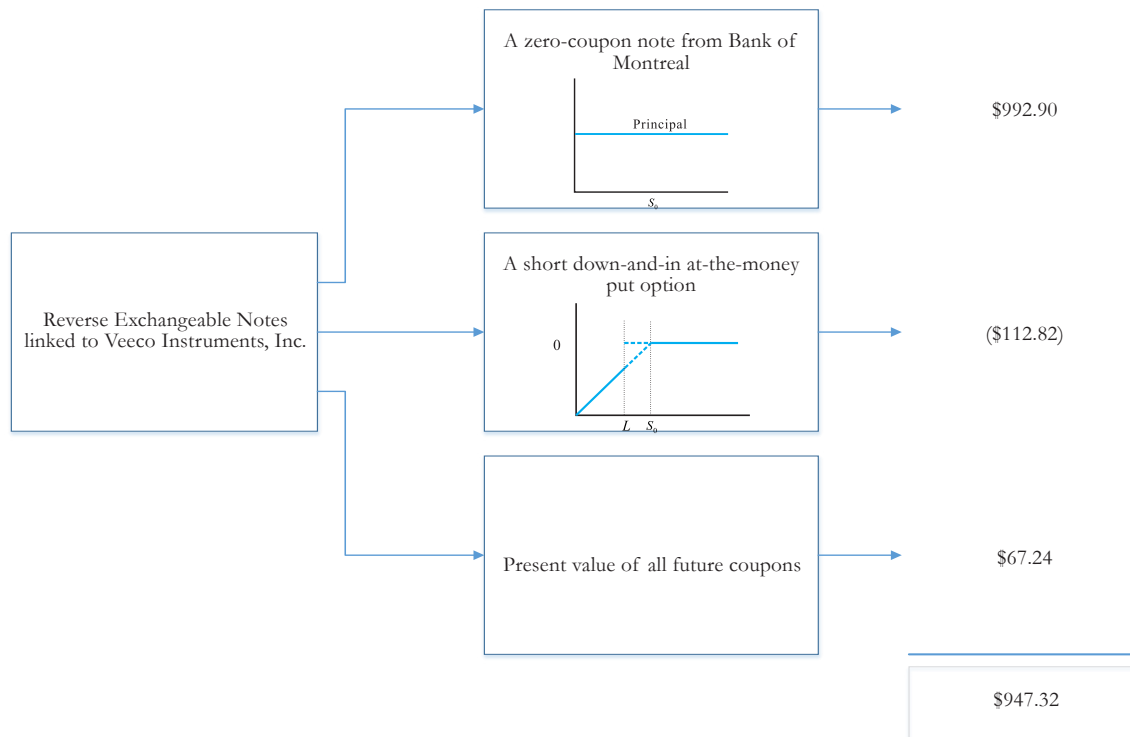 A zero-coupon note from Bank of
Montreal
Principal
S₀
$992.90
Reverse Exchangeable Notes
linked to Veeco Instruments, Inc.
A short down-and-in at-the-money
put option
0
L S₀
($112.82)
Present value of all future coupons
$67.24
$947.32